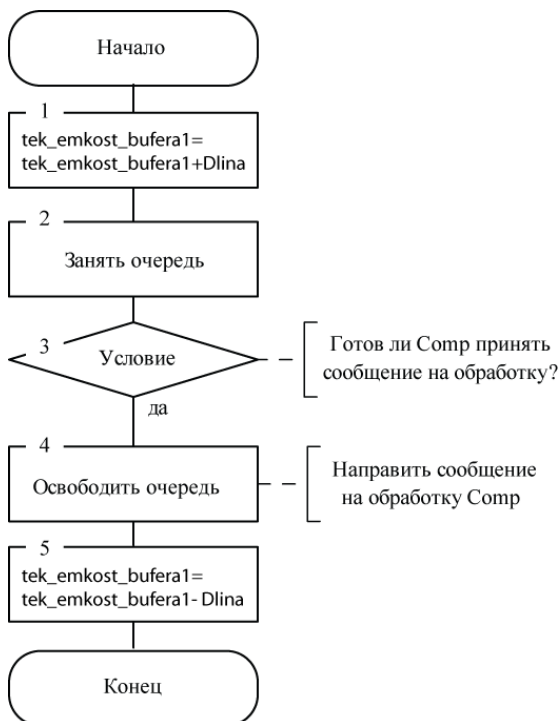 Начало
1
tek_emkost_bufera1=
tek_emkost_bufera1+Dlina
2
Занять очередь
3
Условие
Готов ли Comp принять
сообщение на обработку?
да
4
Освободить очередь
Направить сообщение
на обработку Comp
5
tek_emkost_bufera1=
tek_emkost_bufera1- Dlina
Конец